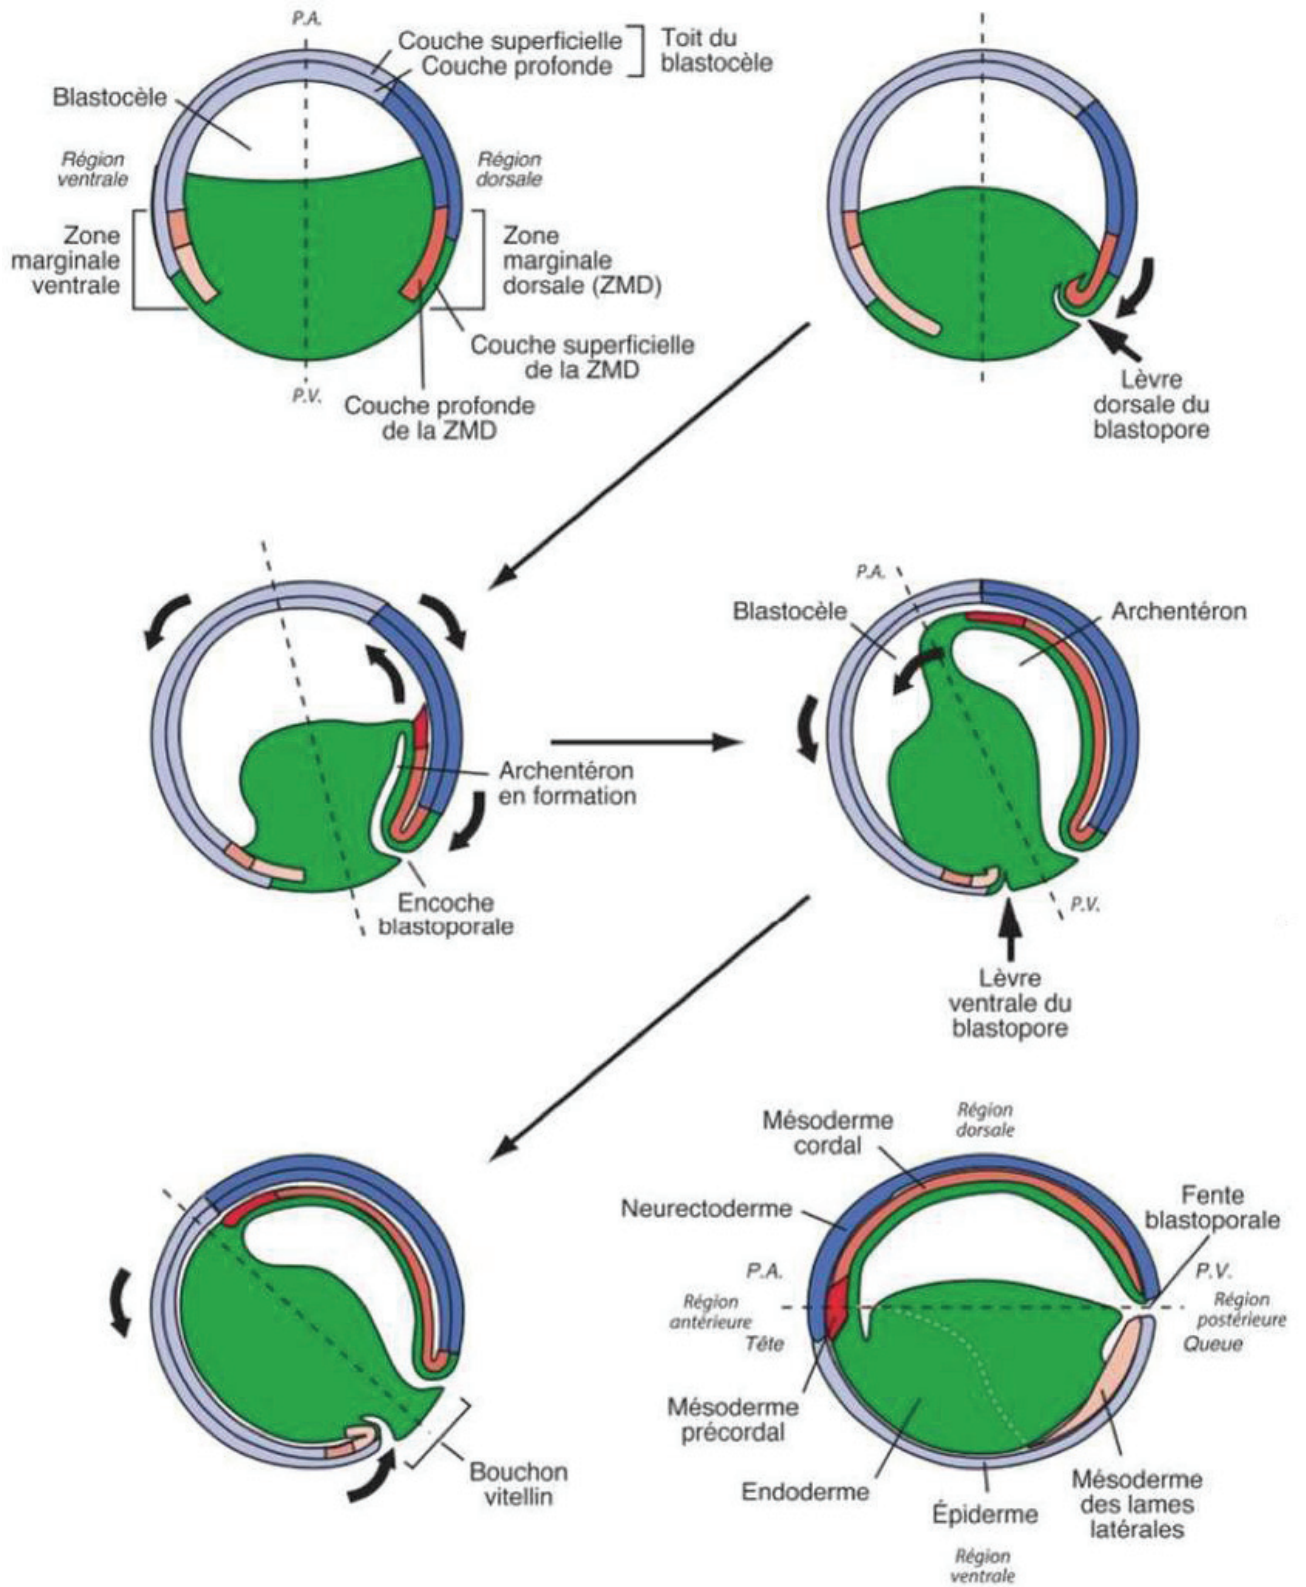 P.A.
Couche superficielle
Couche profonde
Toit du
blastocèle
Blastocèle
Région
ventrale
Région
dorsale
Zone
marginale
ventrale
Zone
marginale
dorsale (ZMD)
Couche superficielle
de la ZMD
P.V.
Couche profonde
de la ZMD
Lèvre
dorsale du
blastopore
Archentéron
en formation
Encoche
blastoporale
P.A.
Blastocèle
Archentéron
P.V.
Lèvre
ventrale du
blastopore
Bouchon
vitellin
Mésoderme
cordal
Région
dorsale
Neurectoderme
Fente
blastoporale
P.A.
P.V.
Région
antérieure
Tête
Région
postérieure
Queue
Mésoderme
précordal
Endoderme
Épiderme
Mésoderme
des lames
latérales
Région
ventrale